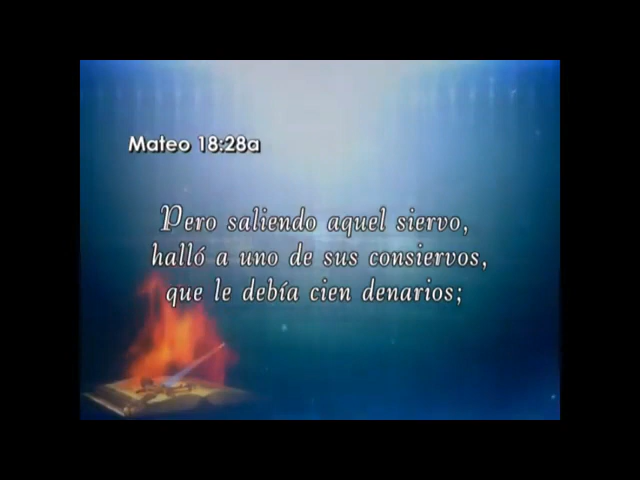 Mateo 18:28a
Pero saliendo aquel siervo,
halló a uno de sus consiervos,
que le debía cien denarios;